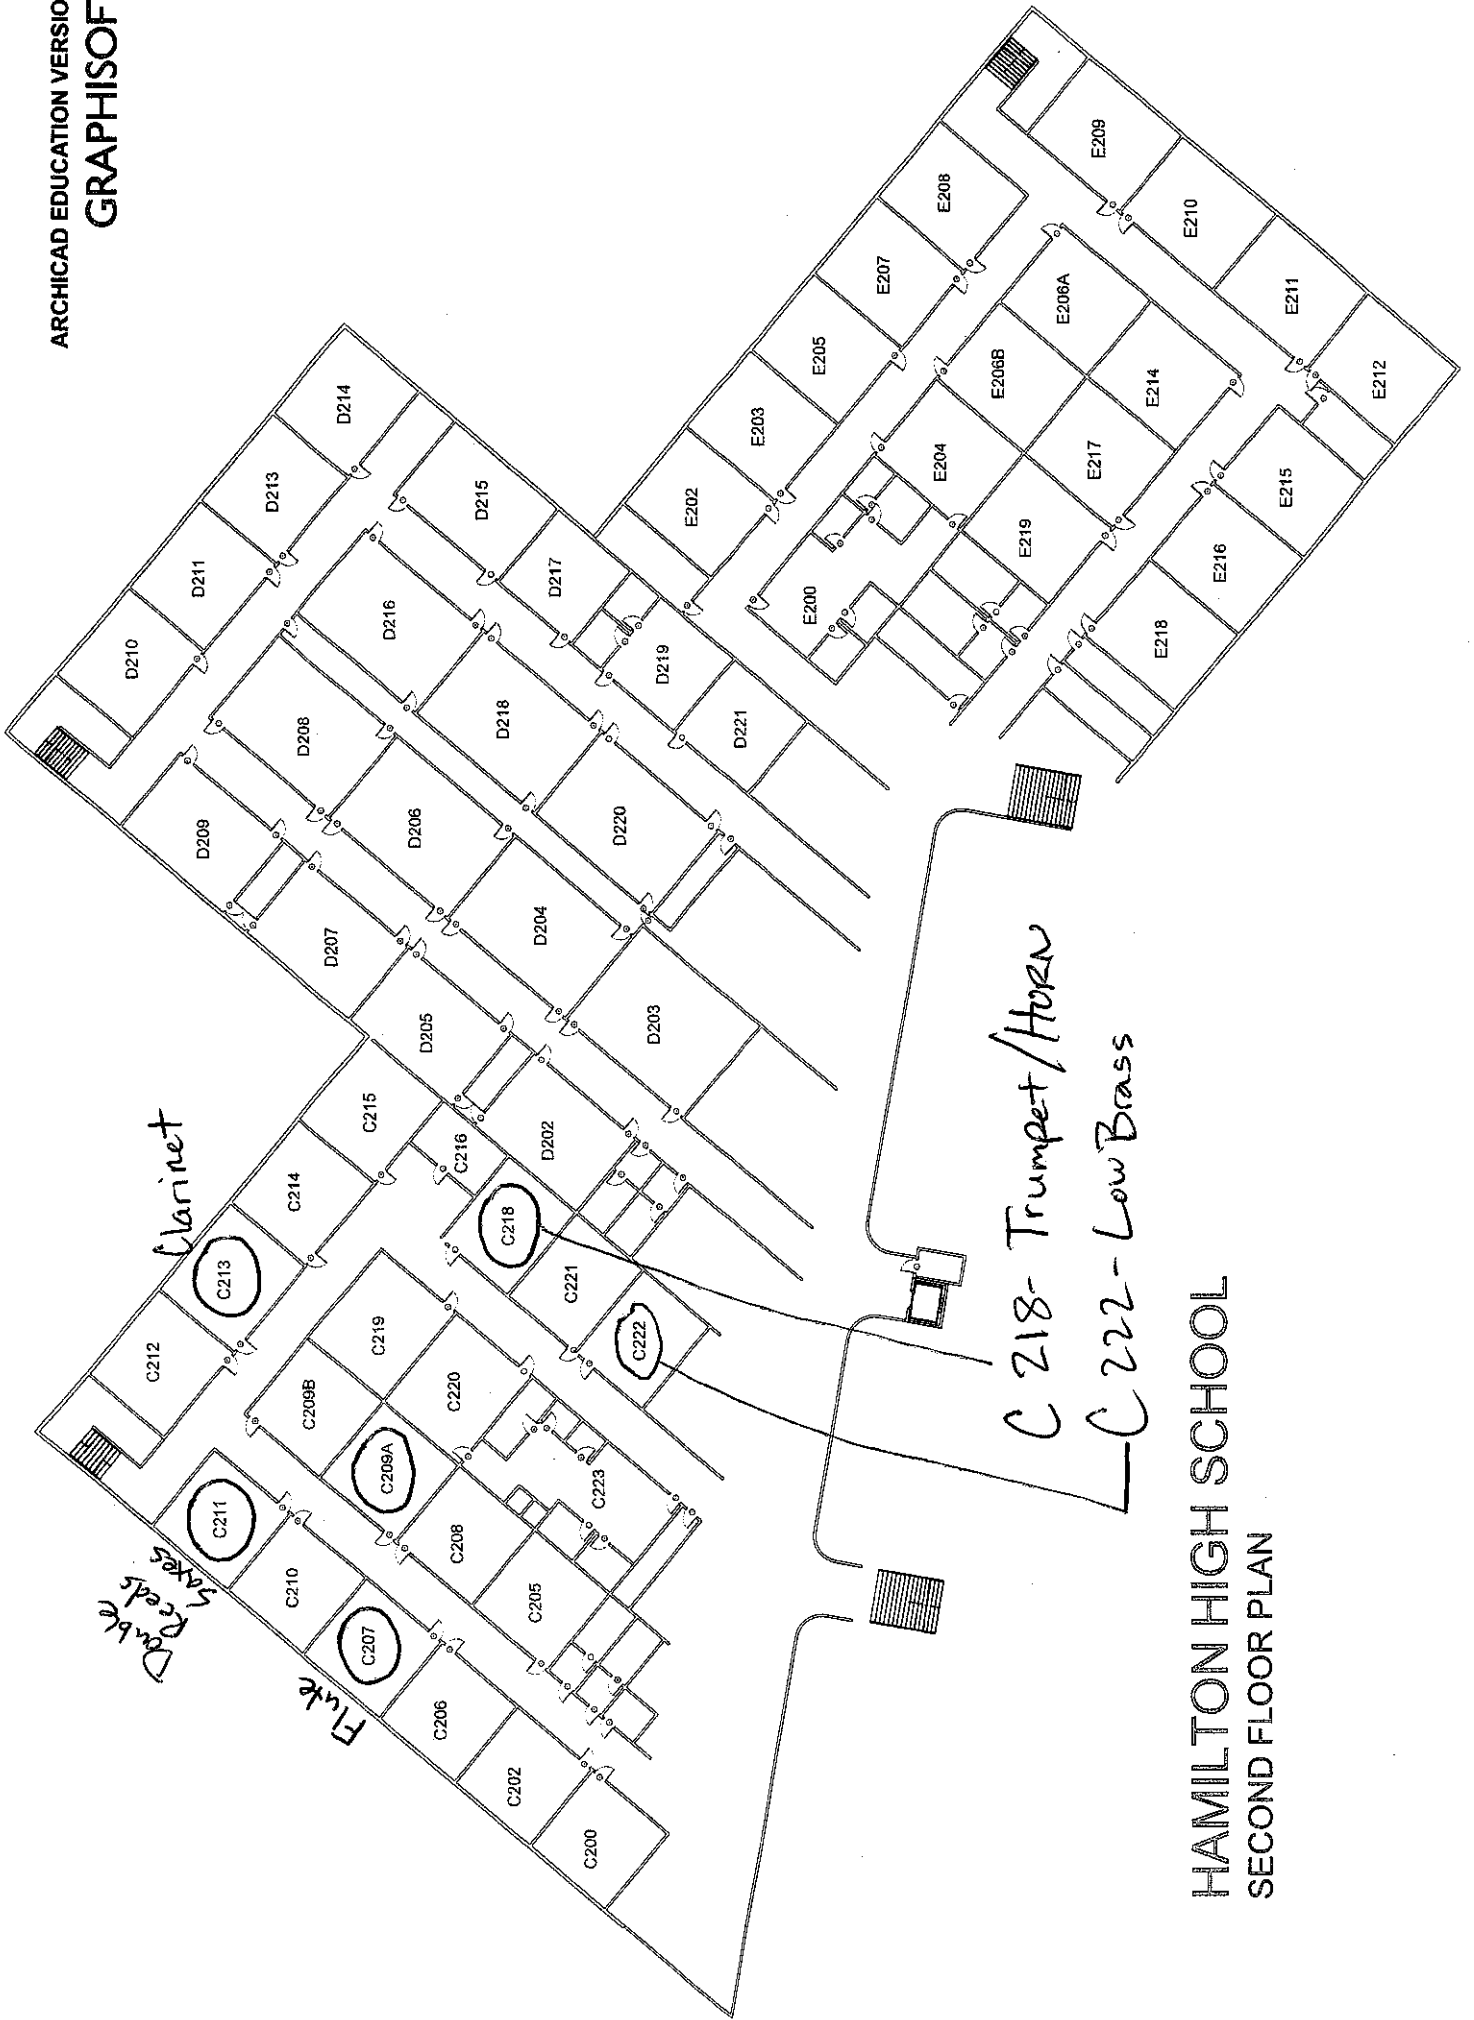 ARCHICAD EDUCATION VERSIO
GRAPHISOF
Clarinet
Double
Reeds
Saxes
Flute
C212
C213
C214
C215
C216
C211
C209B
C219
C218
C210
C209A
C220
C221
C207
C208
C223
C222
C206
C205
C202
C200
D210
D211
D213
D214
D209
D208
D216
D215
D207
D206
D218
D217
D205
D204
D220
D219
D202
D203
D221
E202
E203
E205
E207
E208
E209
E200
E204
E206B
E206A
E210
E219
E217
E214
E211
E218
E216
E215
E212
C218- Trumpet/Horn
C222- Low Brass
HAMILTON HIGH SCHOOL
SECOND FLOOR PLAN